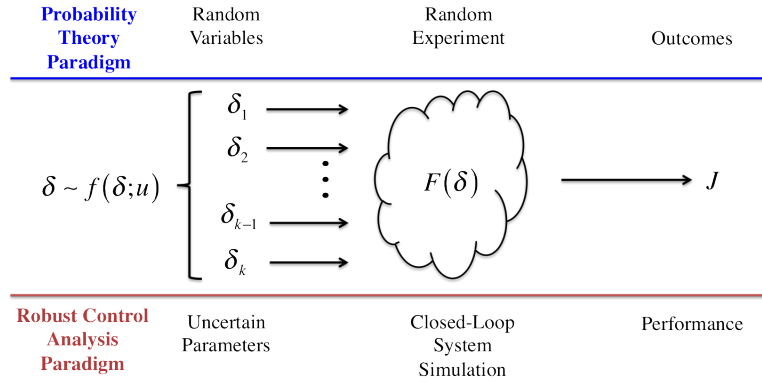 Probability
Theory
Paradigm
Random
Variables
Random
Experiment
Outcomes
δ ~ f(δ;u)
δ₁
δ₂
⋮
δₖ₋₁
δₖ
F(δ)
J
Robust Control
Analysis
Paradigm
Uncertain
Parameters
Closed-Loop
System
Simulation
Performance